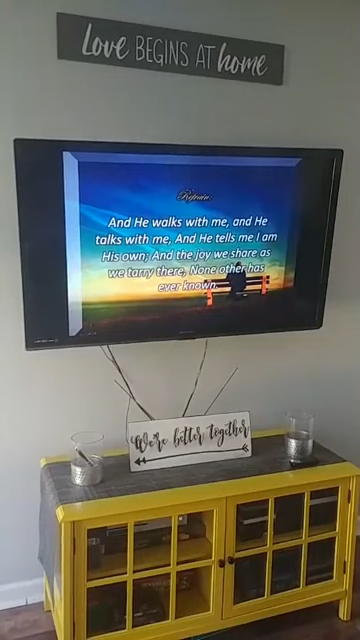 Love BEGINS AT home
Refrain:
And He walks with me, and He
talks with me, And He tells me I am
His own; And the joy we share as
we tarry there, None other has
ever known.
We're better together